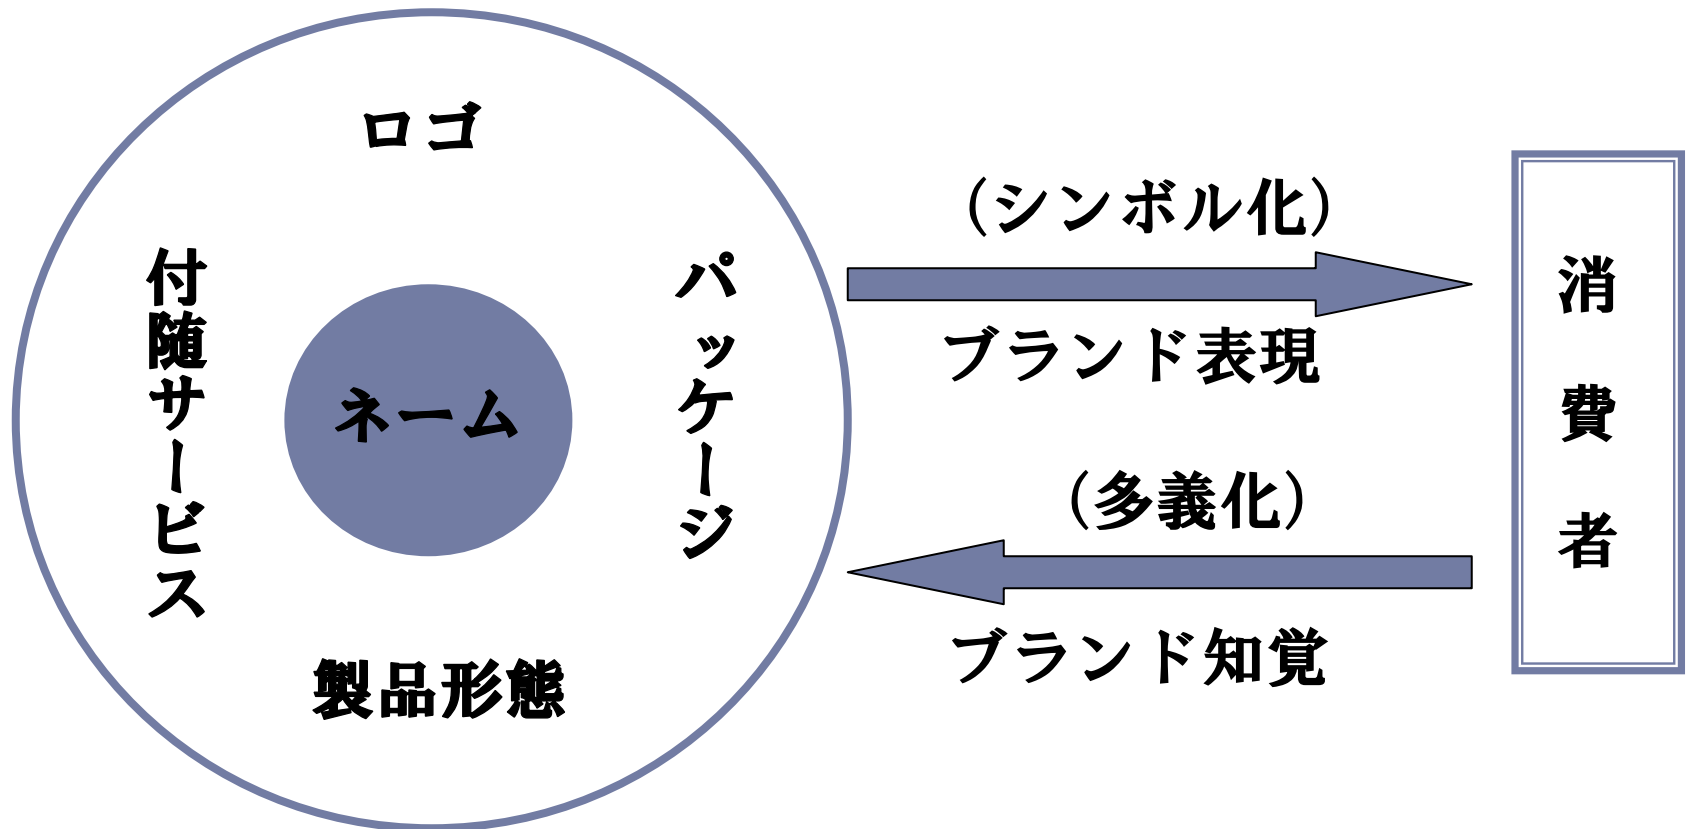 ロゴ
付随サービス
ネーム
パッケージ
製品形態
（シンボル化）
ブランド表現
（多義化）
ブランド知覚
消費者